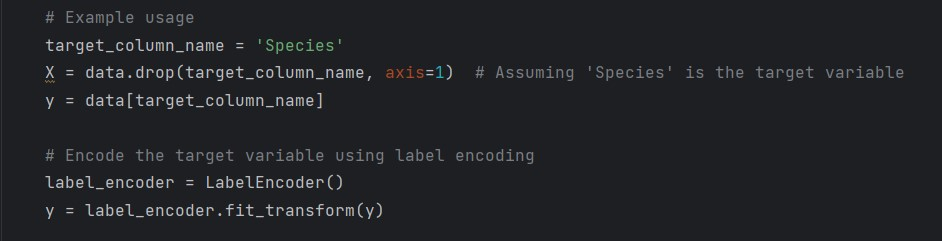 # Example usage
target_column_name = 'Species'
X = data.drop(target_column_name, axis=1)  # Assuming 'Species' is the target variable
y = data[target_column_name]
# Encode the target variable using label encoding
label_encoder = LabelEncoder()
y = label_encoder.fit_transform(y)